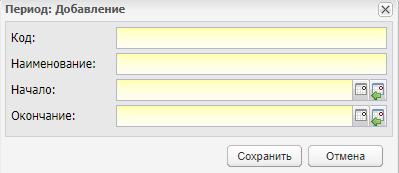 Период: Добавление
Код:
Наименование:
Начало:
Окончание:
Сохранить Отмена